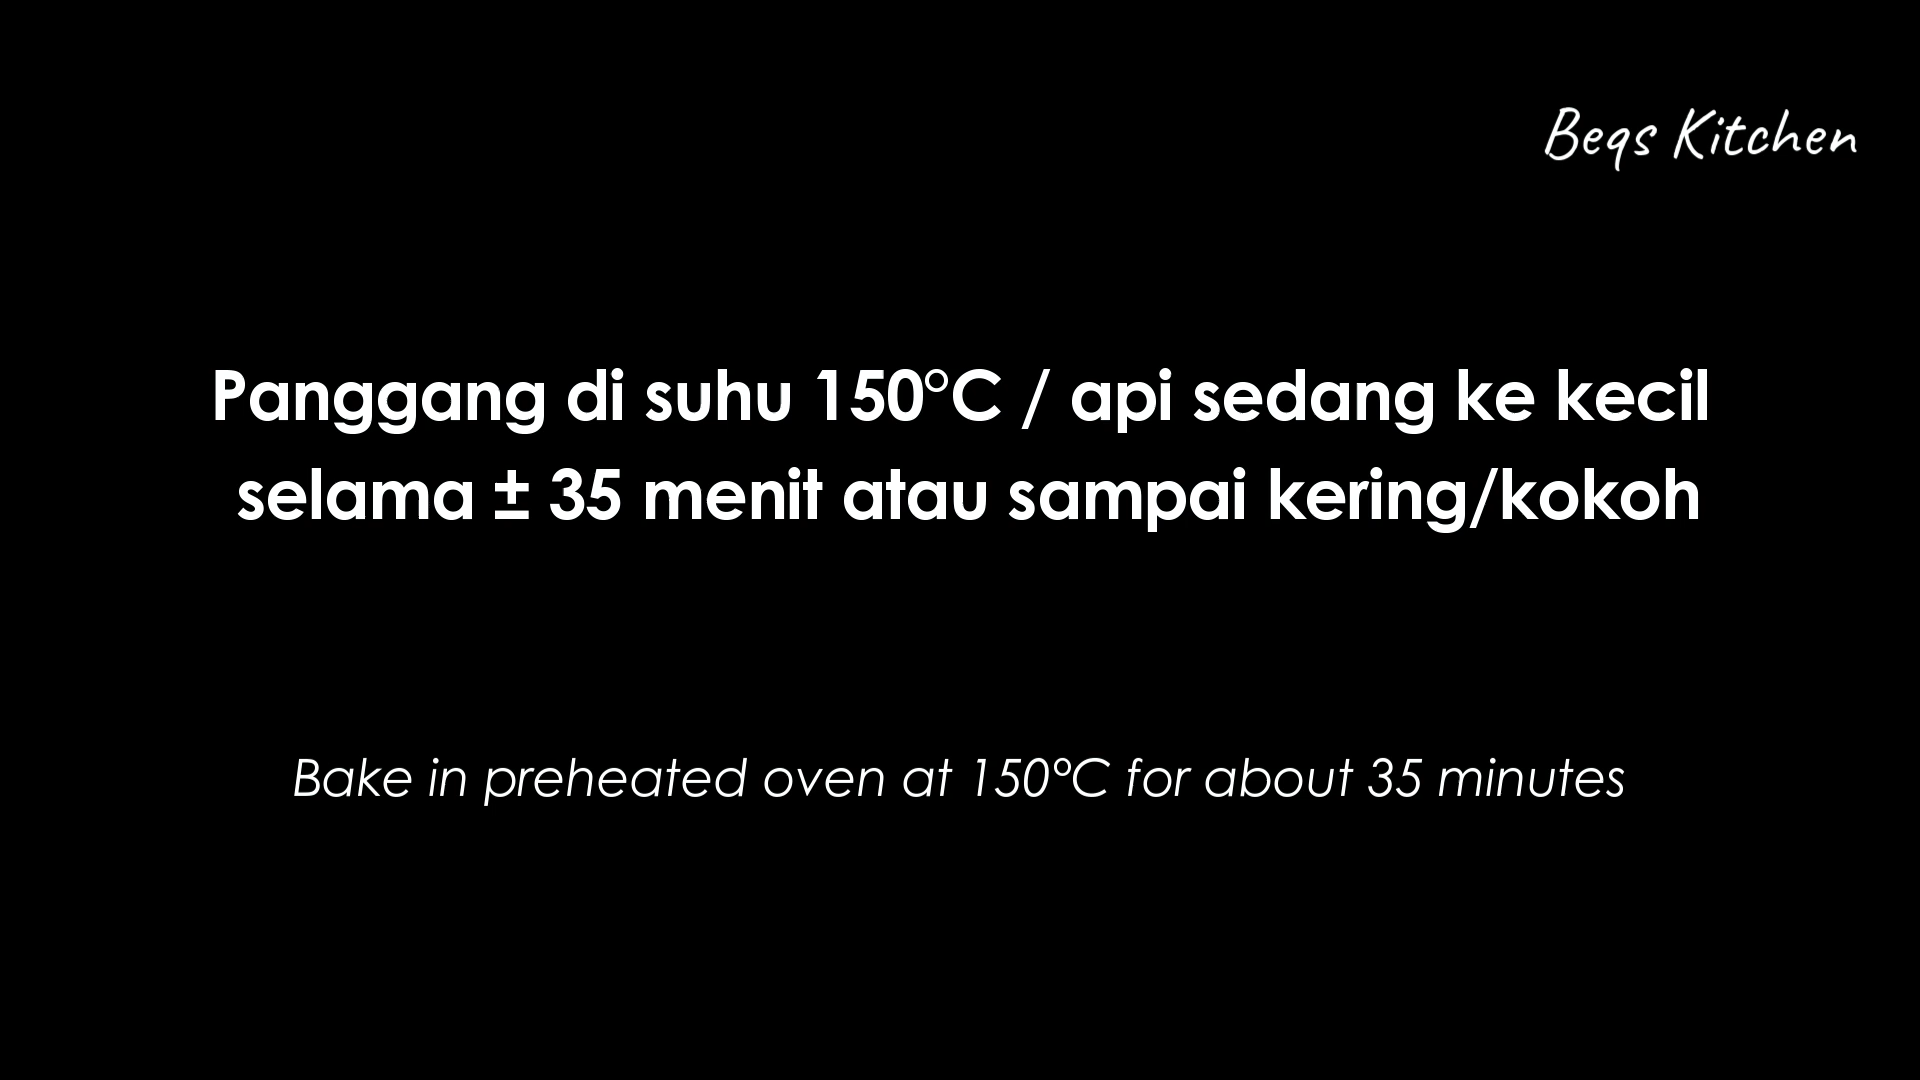 Beqs Kitchen
Panggang di suhu 150°C / api sedang ke kecil
selama ± 35 menit atau sampai kering/kokoh
Bake in preheated oven at 150°C for about 35 minutes